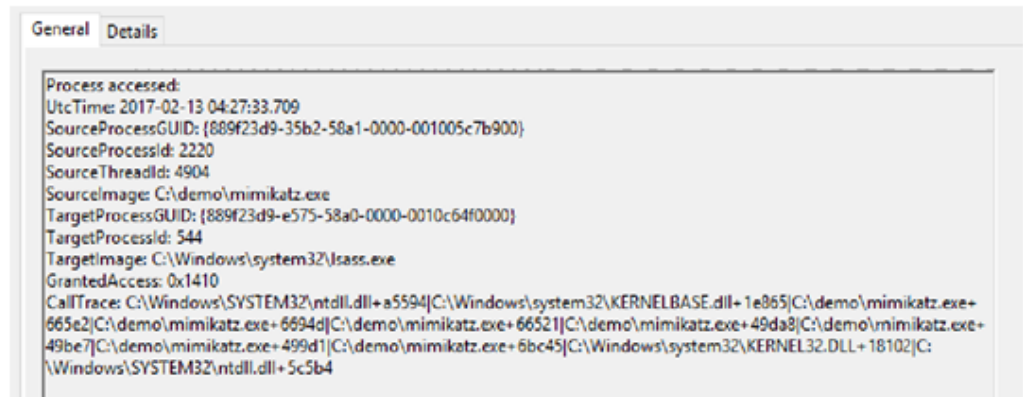 General Details
Process accessed:
UtcTime: 2017-02-13 04:27:33.709
SourceProcessGUID: {889f23d9-35b2-58a1-0000-001005c7b900}
SourceProcessId: 2220
SourceThreadId: 4904
SourceImage: C:\demo\mimikatz.exe
TargetProcessGUID: {889f23d9-e575-58a0-0000-0010c64f0000}
TargetProcessId: 544
TargetImage: C:\Windows\system32\lsass.exe
GrantedAccess: 0x1410
CallTrace: C:\Windows\SYSTEM32\ntdll.dll+a5594|C:\Windows\system32\KERNELBASE.dll+1e865|C:\demo\mimikatz.exe+
665e2|C:\demo\mimikatz.exe+6694d|C:\demo\mimikatz.exe+66521|C:\demo\mimikatz.exe+49da8|C:\demo\mimikatz.exe+
49be7|C:\demo\mimikatz.exe+499d1|C:\demo\mimikatz.exe+6bc45|C:\Windows\system32\KERNEL32.DLL+18102|C:
\Windows\SYSTEM32\ntdll.dll+5c5b4